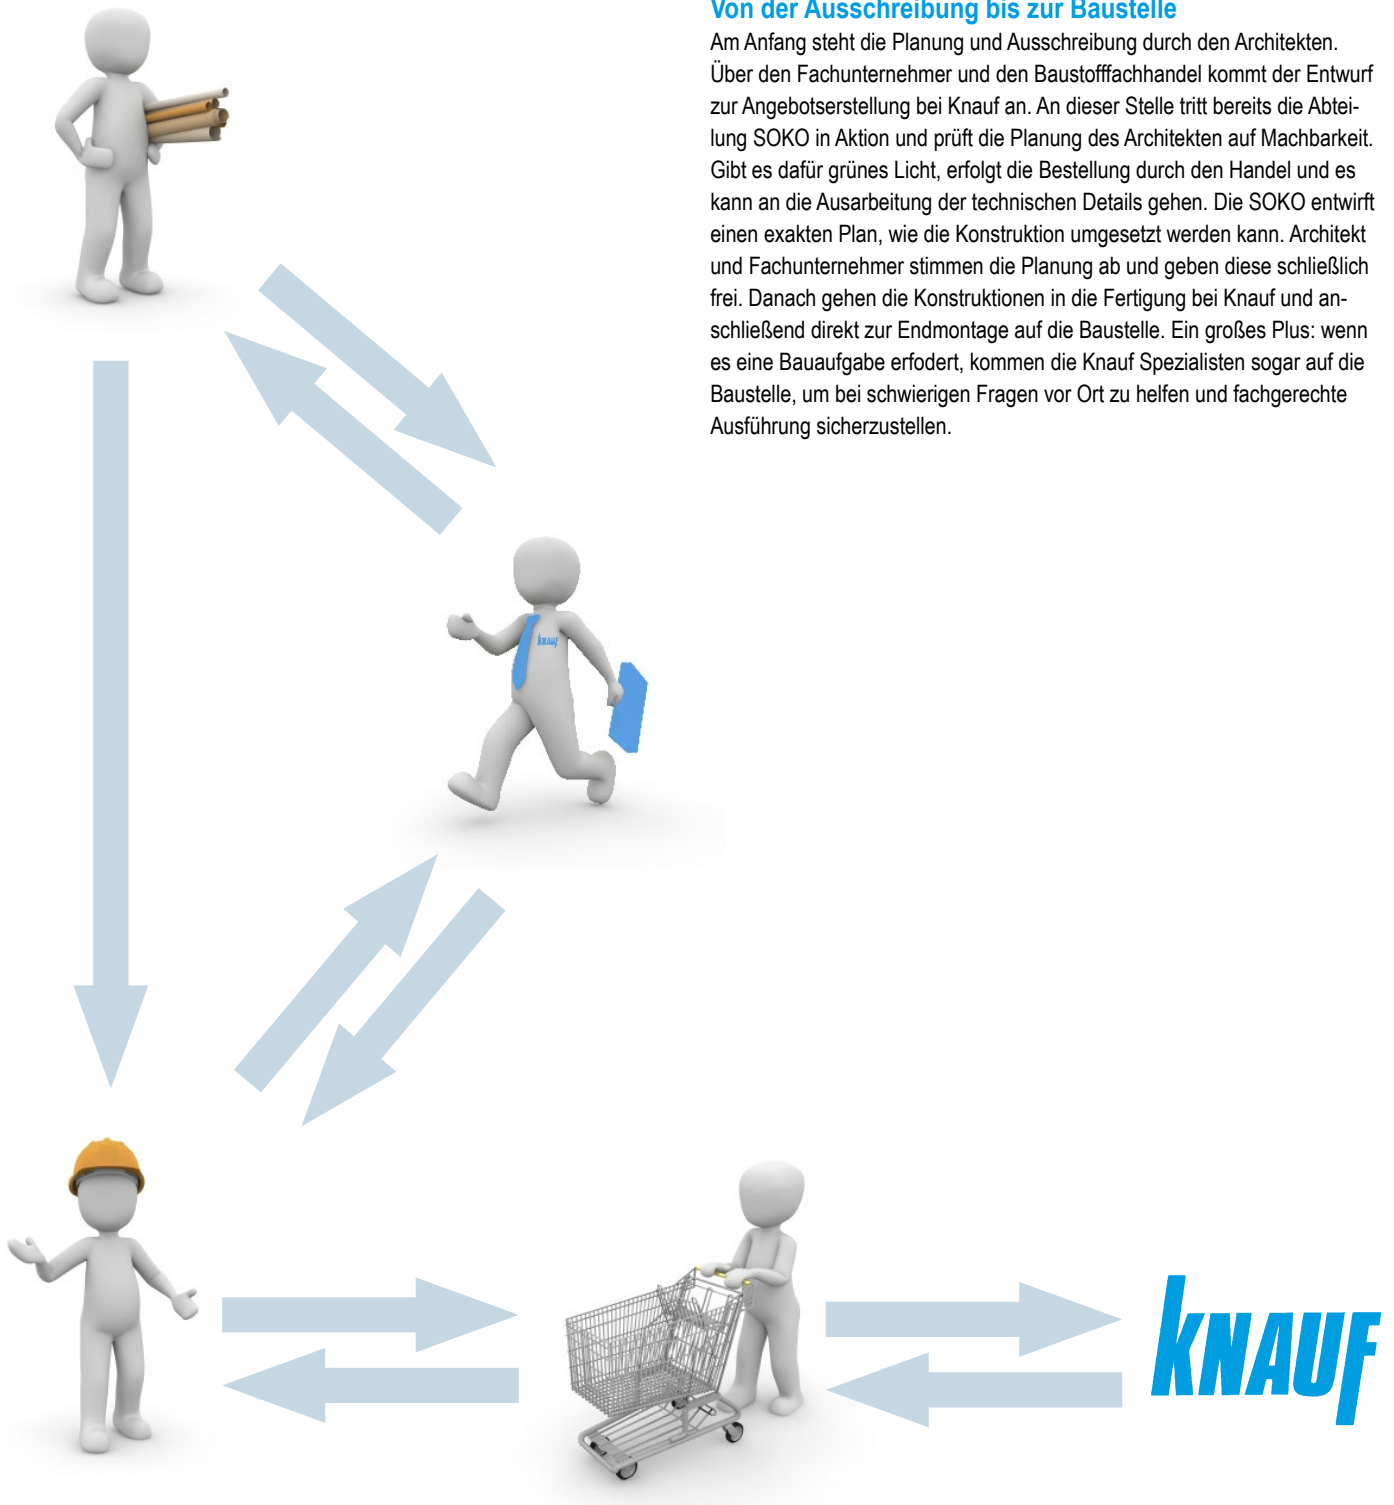 Von der Ausschreibung bis zur Baustelle
Am Anfang steht die Planung und Ausschreibung durch den Architekten.
Über den Fachunternehmer und den Baustofffachhandel kommt der Entwurf
zur Angebotserstellung bei Knauf an. An dieser Stelle tritt bereits die Abtei-
lung SOKO in Aktion und prüft die Planung des Architekten auf Machbarkeit.
Gibt es dafür grünes Licht, erfolgt die Bestellung durch den Handel und es
kann an die Ausarbeitung der technischen Details gehen. Die SOKO entwirft
einen exakten Plan, wie die Konstruktion umgesetzt werden kann. Architekt
und Fachunternehmer stimmen die Planung ab und geben diese schließlich
frei. Danach gehen die Konstruktionen in die Fertigung bei Knauf und an-
schließend direkt zur Endmontage auf die Baustelle. Ein großes Plus: wenn
es eine Bauaufgabe erfodert, kommen die Knauf Spezialisten sogar auf die
Baustelle, um bei schwierigen Fragen vor Ort zu helfen und fachgerechte
Ausführung sicherzustellen.
KNAUF
KNAUF